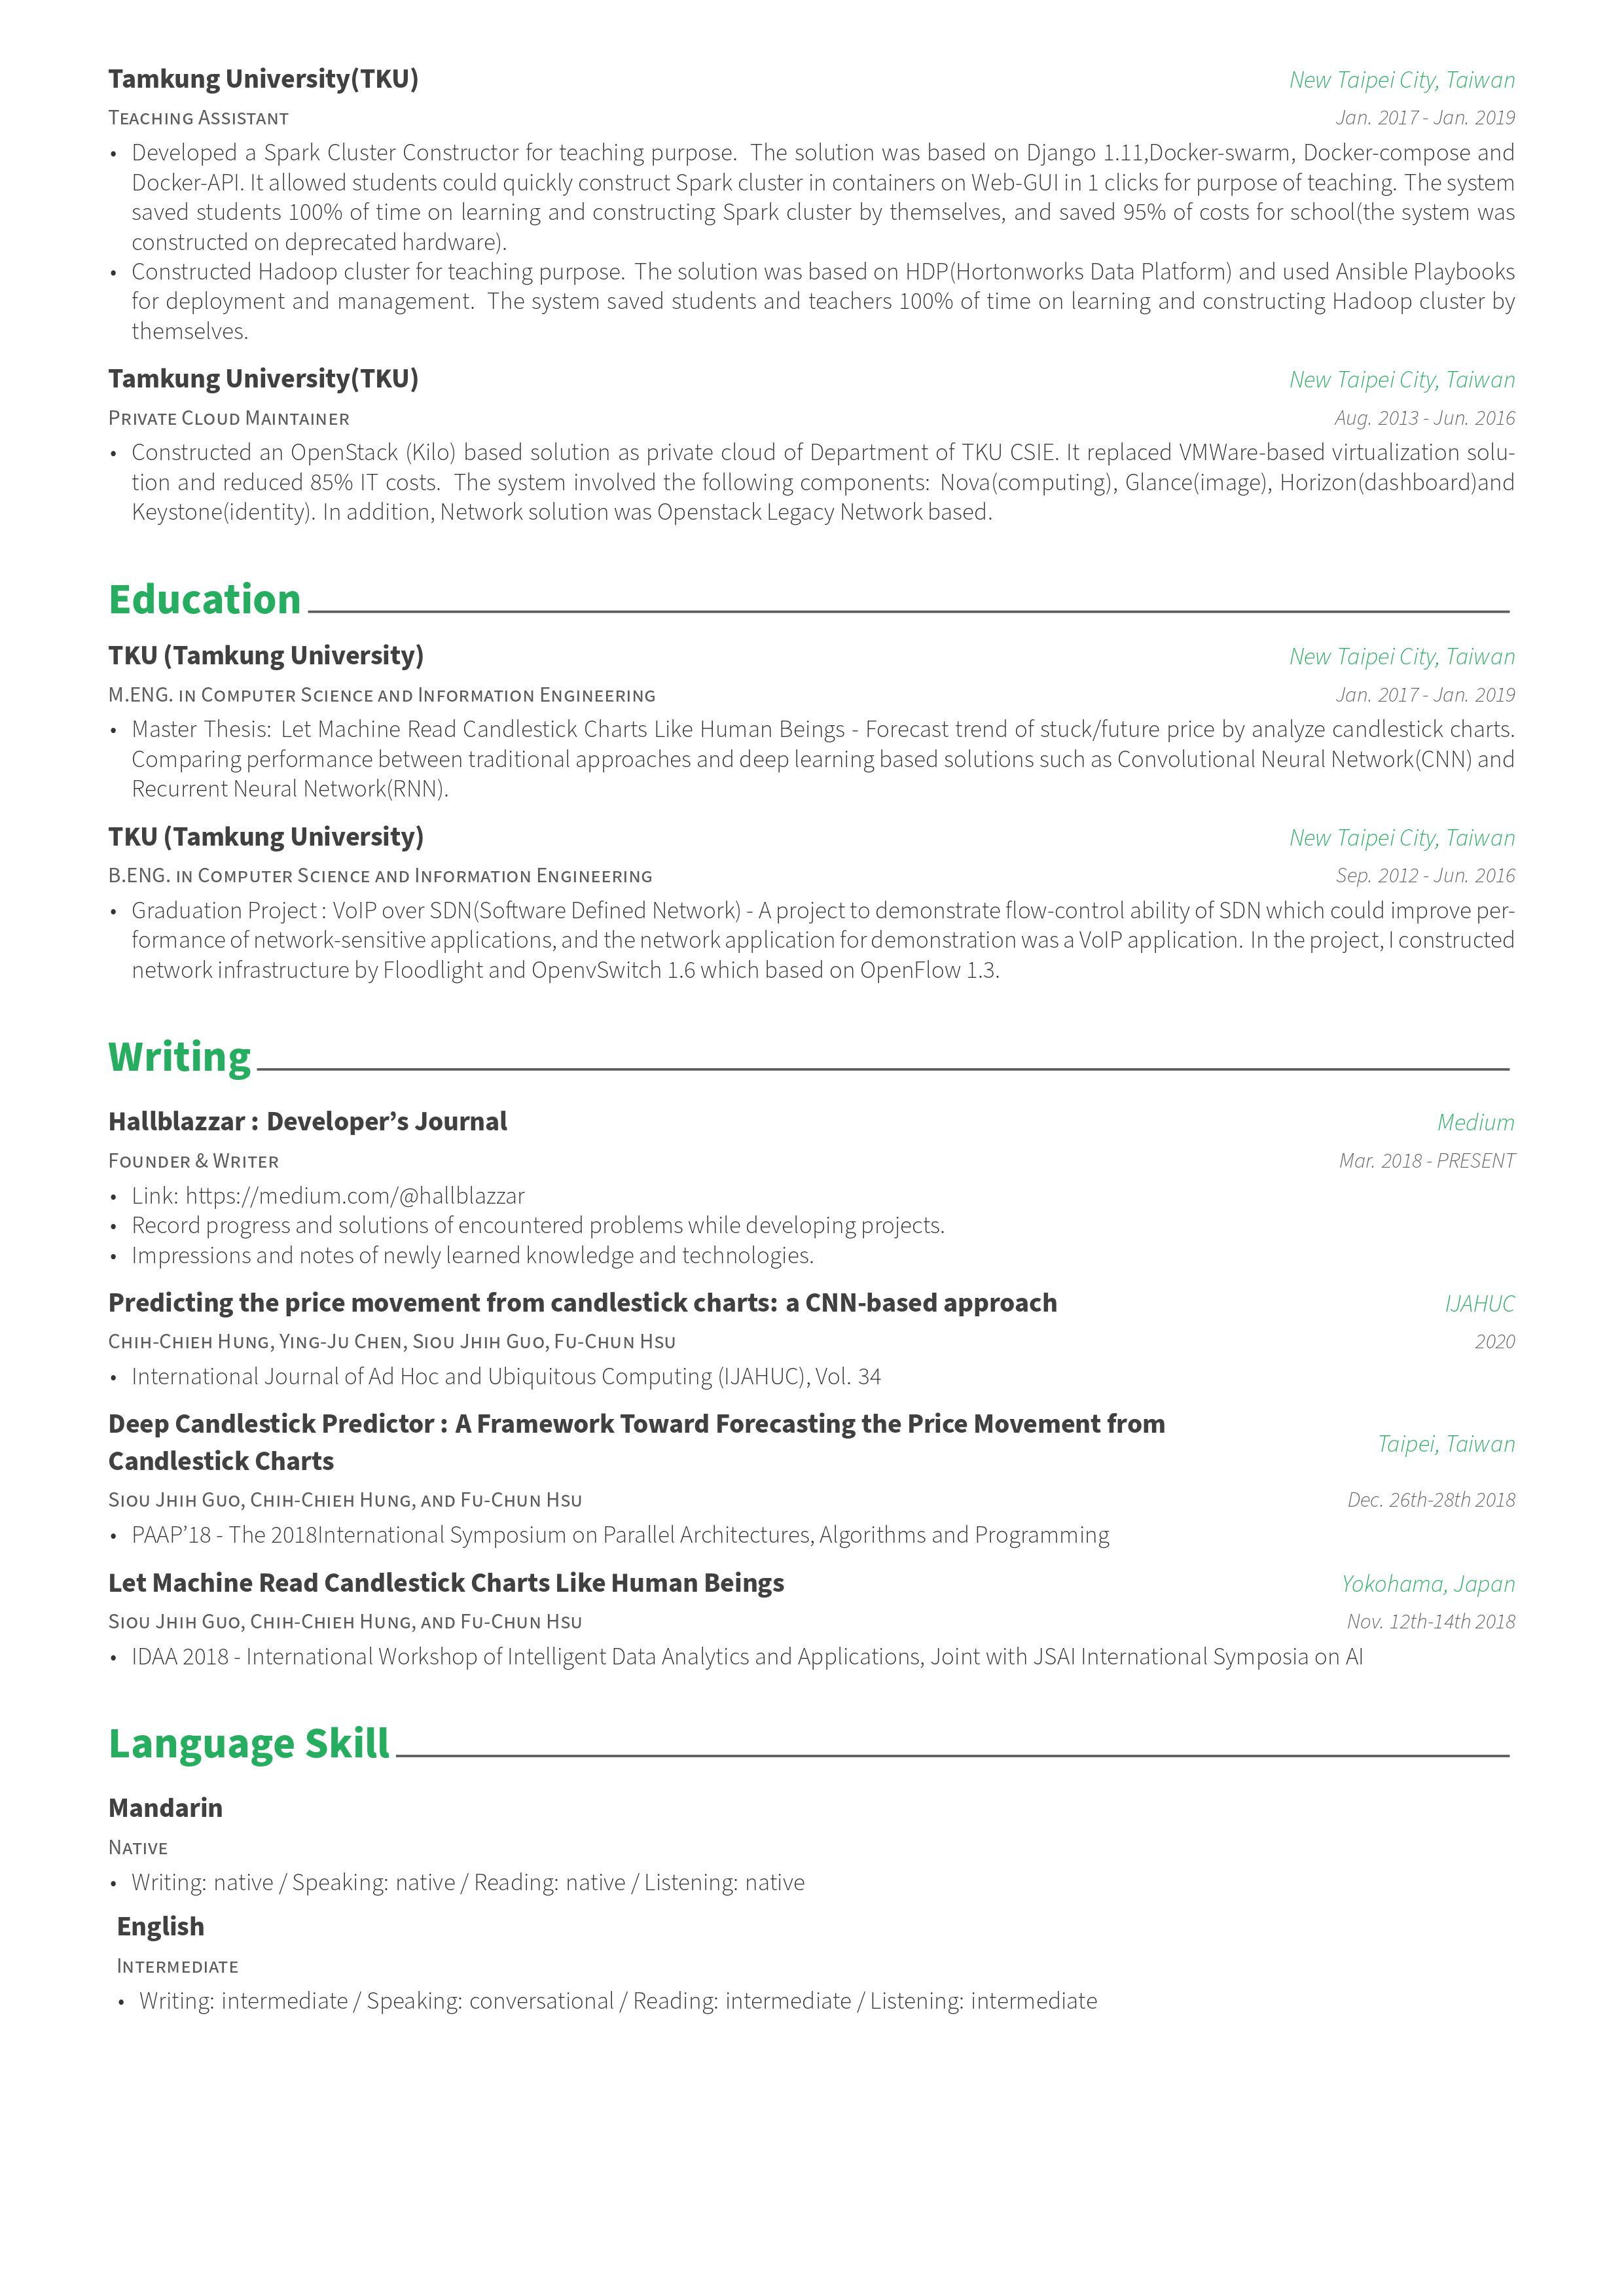 Tamkung University(TKU) New Taipei City, Taiwan
Teaching Assistant Jan. 2017 - Jan. 2019
• Developed a Spark Cluster Constructor for teaching purpose. The solution was based on Django 1.11,Docker-swarm, Docker-compose and
Docker-API. It allowed students could quickly construct Spark cluster in containers on Web-GUI in 1 clicks for purpose of teaching. The system
saved students 100% of time on learning and constructing Spark cluster by themselves, and saved 95% of costs for school(the system was
constructed on deprecated hardware).
• Constructed Hadoop cluster for teaching purpose. The solution was based on HDP(Hortonworks Data Platform) and used Ansible Playbooks
for deployment and management. The system saved students and teachers 100% of time on learning and constructing Hadoop cluster by
themselves.
Tamkung University(TKU) New Taipei City, Taiwan
Private Cloud Maintainer Aug. 2013 - Jun. 2016
• Constructed an OpenStack (Kilo) based solution as private cloud of Department of TKU CSIE. It replaced VMWare-based virtualization solu-
tion and reduced 85% IT costs. The system involved the following components: Nova(computing), Glance(image), Horizon(dashboard)and
Keystone(identity). In addition, Network solution was Openstack Legacy Network based.
Education
TKU (Tamkung University) New Taipei City, Taiwan
M.ENG. in Computer Science and Information Engineering Jan. 2017 - Jan. 2019
• Master Thesis: Let Machine Read Candlestick Charts Like Human Beings - Forecast trend of stuck/future price by analyze candlestick charts.
Comparing performance between traditional approaches and deep learning based solutions such as Convolutional Neural Network(CNN) and
Recurrent Neural Network(RNN).
TKU (Tamkung University) New Taipei City, Taiwan
B.ENG. in Computer Science and Information Engineering Sep. 2012 - Jun. 2016
• Graduation Project : VoIP over SDN(Software Defined Network) - A project to demonstrate flow-control ability of SDN which could improve per-
formance of network-sensitive applications, and the network application for demonstration was a VoIP application. In the project, I constructed
network infrastructure by Floodlight and OpenvSwitch 1.6 which based on OpenFlow 1.3.
Writing
Hallblazzar : Developer’s Journal Medium
Founder & Writer Mar. 2018 - PRESENT
• Link: https://medium.com/@hallblazzar
• Record progress and solutions of encountered problems while developing projects.
• Impressions and notes of newly learned knowledge and technologies.
Predicting the price movement from candlestick charts: a CNN-based approach IJAHUC
Chih-Chieh Hung, Ying-Ju Chen, Siou Jhih Guo, Fu-Chun Hsu 2020
• International Journal of Ad Hoc and Ubiquitous Computing (IJAHUC), Vol. 34
Deep Candlestick Predictor : A Framework Toward Forecasting the Price Movement from
Candlestick Charts Taipei, Taiwan
Siou Jhih Guo, Chih-Chieh Hung, and Fu-Chun Hsu Dec. 26th-28th 2018
• PAAP’18 - The 2018International Symposium on Parallel Architectures, Algorithms and Programming
Let Machine Read Candlestick Charts Like Human Beings Yokohama, Japan
Siou Jhih Guo, Chih-Chieh Hung, and Fu-Chun Hsu Nov. 12th-14th 2018
• IDAA 2018 - International Workshop of Intelligent Data Analytics and Applications, Joint with JSAI International Symposia on AI
Language Skill
Mandarin
Native
• Writing: native / Speaking: native / Reading: native / Listening: native
English
Intermediate
• Writing: intermediate / Speaking: conversational / Reading: intermediate / Listening: intermediate